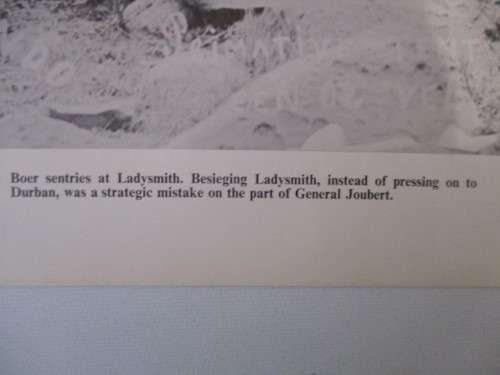 Boer sentries at Ladysmith. Besieging Ladysmith, instead of pressing on to
Durban, was a strategic mistake on the part of General Joubert.